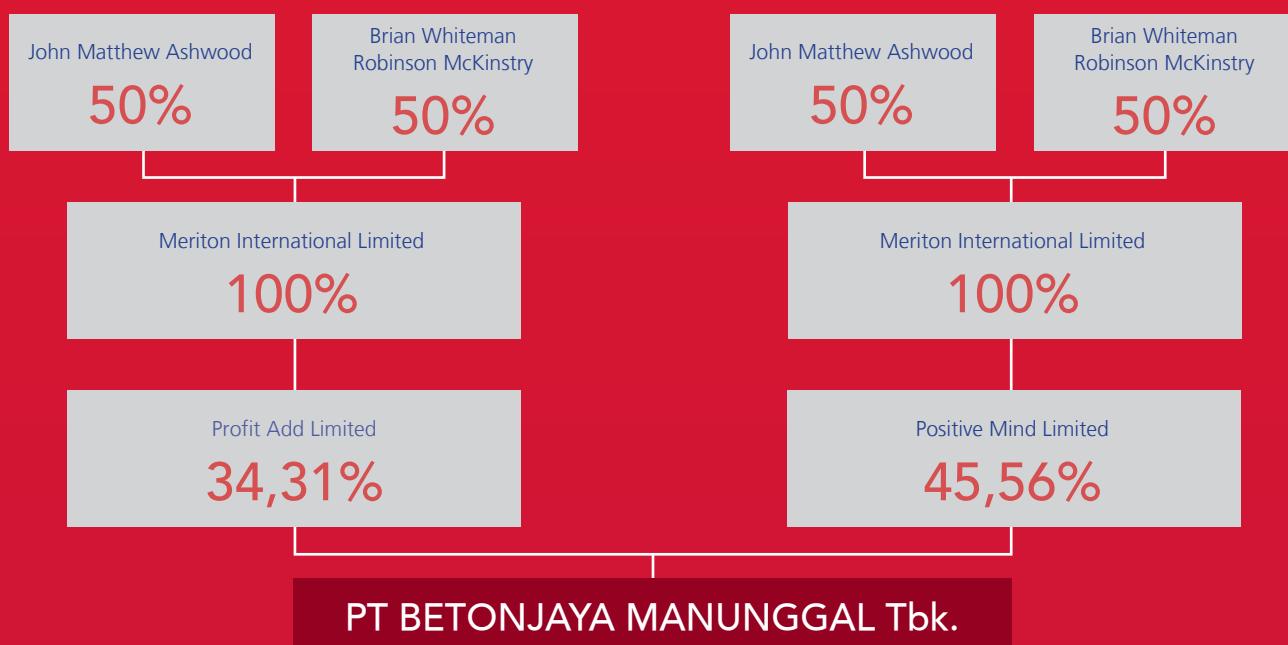 John Matthew Ashwood
50%
Brian Whiteman
Robinson McKinstry
50%
John Matthew Ashwood
50%
Brian Whiteman
Robinson McKinstry
50%
Meriton International Limited
100%
Meriton International Limited
100%
Profit Add Limited
34,31%
Positive Mind Limited
45,56%
PT BETONJAYA MANUNGGAL Tbk.